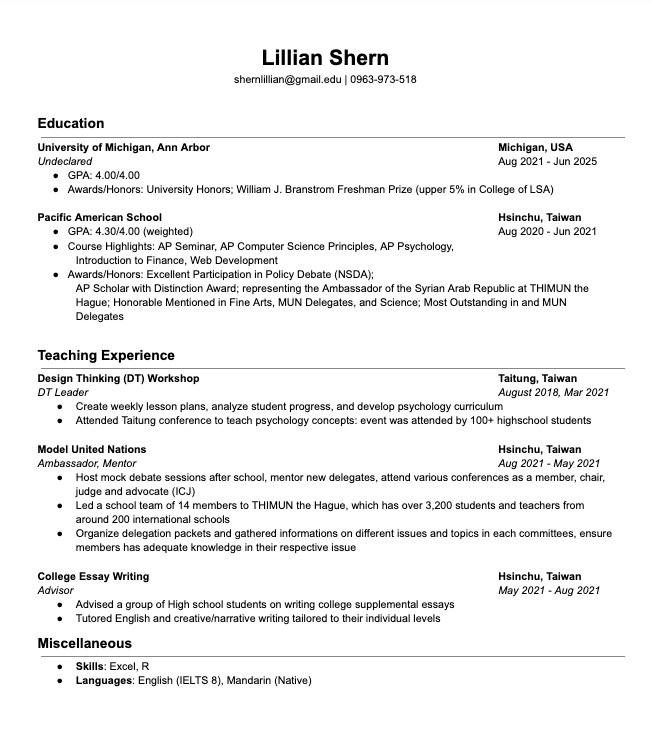 Lillian Shern
shernlillian@gmail.edu | 0963-973-518
Education
University of Michigan, Ann Arbor Michigan, USA
Undeclared Aug 2021 - Jun 2025
● GPA: 4.00/4.00
● Awards/Honors: University Honors; William J. Branstrom Freshman Prize (upper 5% in College of LSA)
Pacific American School Hsinchu, Taiwan
● GPA: 4.30/4.00 (weighted) Aug 2020 - Jun 2021
● Course Highlights: AP Seminar, AP Computer Science Principles, AP Psychology,
Introduction to Finance, Web Development
● Awards/Honors: Excellent Participation in Policy Debate (NSDA);
AP Scholar with Distinction Award; representing the Ambassador of the Syrian Arab Republic at THIMUN the
Hague; Honorable Mentioned in Fine Arts, MUN Delegates, and Science; Most Outstanding in and MUN
Delegates
Teaching Experience
Design Thinking (DT) Workshop Taitung, Taiwan
DT Leader August 2018, Mar 2021
● Create weekly lesson plans, analyze student progress, and develop psychology curriculum
● Attended Taitung conference to teach psychology concepts: event was attended by 100+ highschool students
Model United Nations Hsinchu, Taiwan
Ambassador, Mentor Aug 2021 - May 2021
● Host mock debate sessions after school, mentor new delegates, attend various conferences as a member, chair,
judge and advocate (ICJ)
● Led a school team of 14 members to THIMUN the Hague, which has over 3,200 students and teachers from
around 200 international schools
● Organize delegation packets and gathered informations on different issues and topics in each committees, ensure
members has adequate knowledge in their respective issue
College Essay Writing Hsinchu, Taiwan
Advisor May 2021 - Aug 2021
● Advised a group of High school students on writing college supplemental essays
● Tutored English and creative/narrative writing tailored to their individual levels
Miscellaneous
● Skills: Excel, R
● Languages: English (IELTS 8), Mandarin (Native)